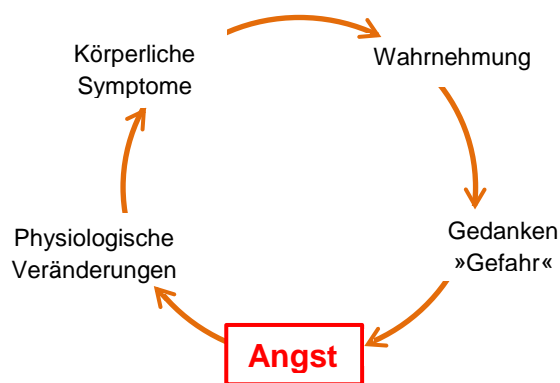 Körperliche
Symptome
Wahrnehmung
Gedanken
»Gefahr«
Angst
Physiologische
Veränderungen